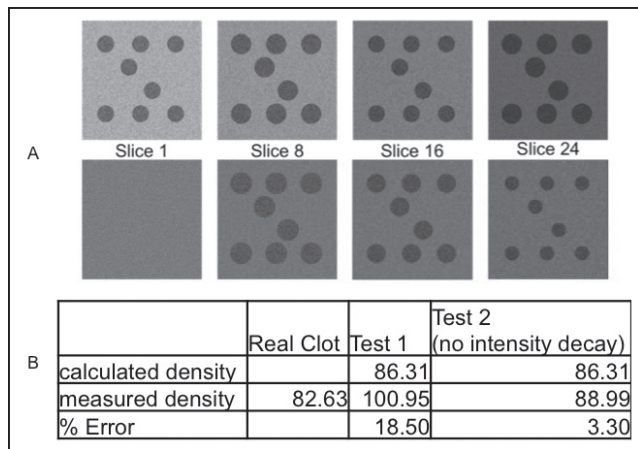 A
Slice 1 Slice 8 Slice 16 Slice 24
B
Real Clot Test 1 Test 2
(no intensity decay)
calculated density 86.31 86.31
measured density 82.63 100.95 88.99
% Error 18.50 3.30